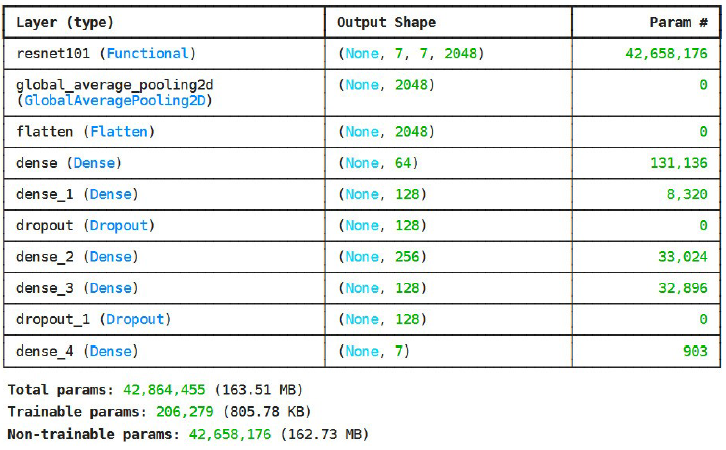 Layer (type) Output Shape Param #
resnet101 (Functional) (None, 7, 7, 2048) 42,658,176
global_average_pooling2d (None, 2048) 0
(GlobalAveragePooling2D)
flatten (Flatten) (None, 2048) 0
dense (Dense) (None, 64) 131,136
dense_1 (Dense) (None, 128) 8,320
dropout (Dropout) (None, 128) 0
dense_2 (Dense) (None, 256) 33,024
dense_3 (Dense) (None, 128) 32,896
dropout_1 (Dropout) (None, 128) 0
dense_4 (Dense) (None, 7) 903
Total params: 42,864,455 (163.51 MB)
Trainable params: 206,279 (805.78 KB)
Non-trainable params: 42,658,176 (162.73 MB)